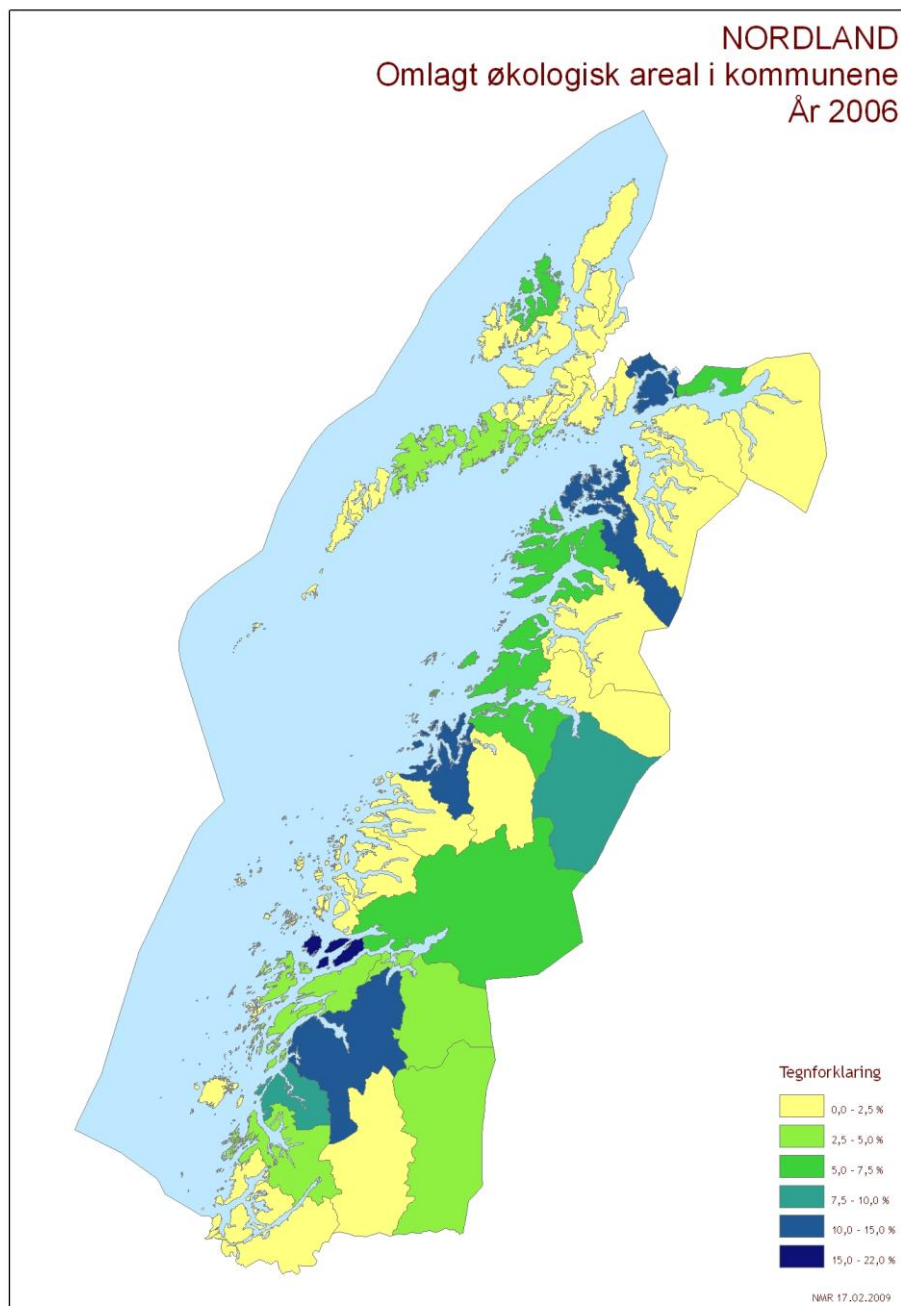 NORDLAND
Omlagt økologisk areal i kommunene
År 2006
Tegnforklaring
0,0 - 2,5 %
2,5 - 5,0 %
5,0 - 7,5 %
7,5 - 10,0 %
10,0 - 15,0 %
15,0 - 22,0 %
NMR 17.02.2009